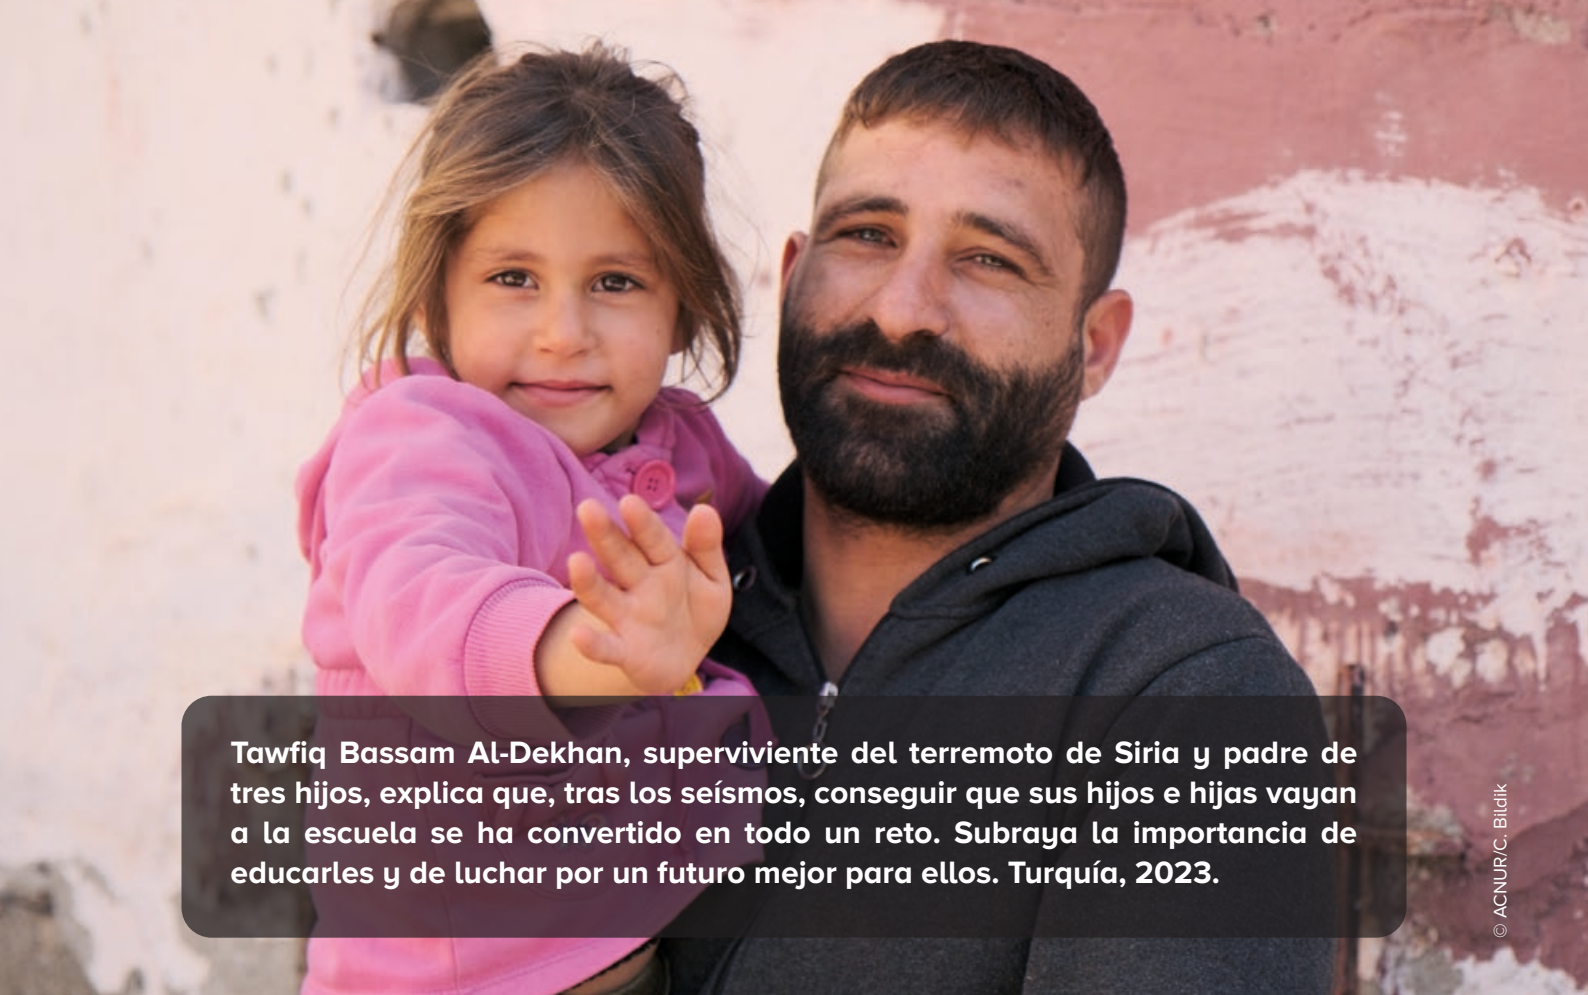 Tawfiq Bassam Al-Dekhan, superviviente del terremoto de Siria y padre de
tres hijos, explica que, tras los seísmos, conseguir que sus hijos e hijas vayan
a la escuela se ha convertido en todo un reto. Subraya la importancia de
educarles y de luchar por un futuro mejor para ellos. Turquía, 2023.
© ACNUR/C. Bildik